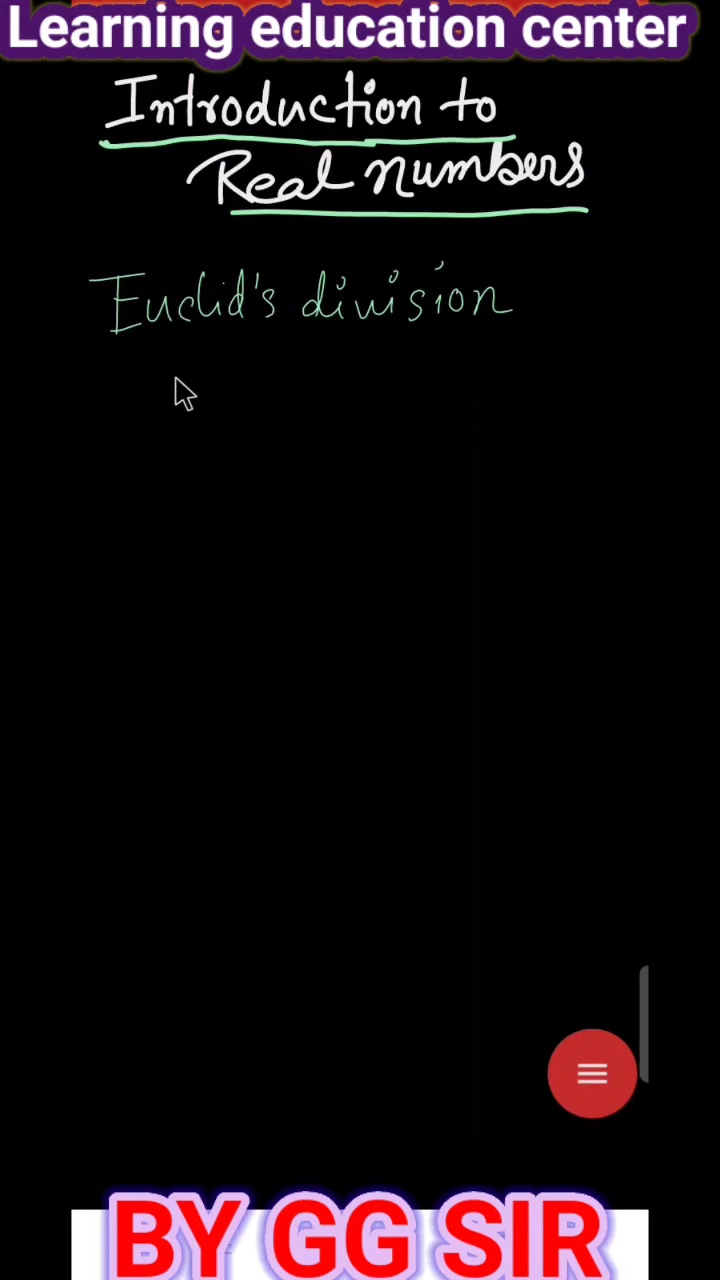 Learning education center
Introduction to
Real numbers
Euclid's division
BY GG SIR